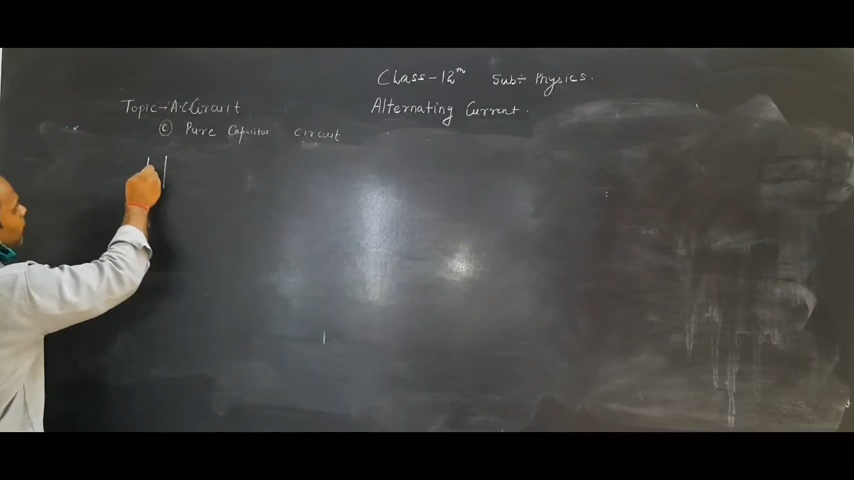 Class-12th Sub÷ Physics.
Topic-A.C Circuit
Alternating Current.
(C) Pure Capacitor circuit